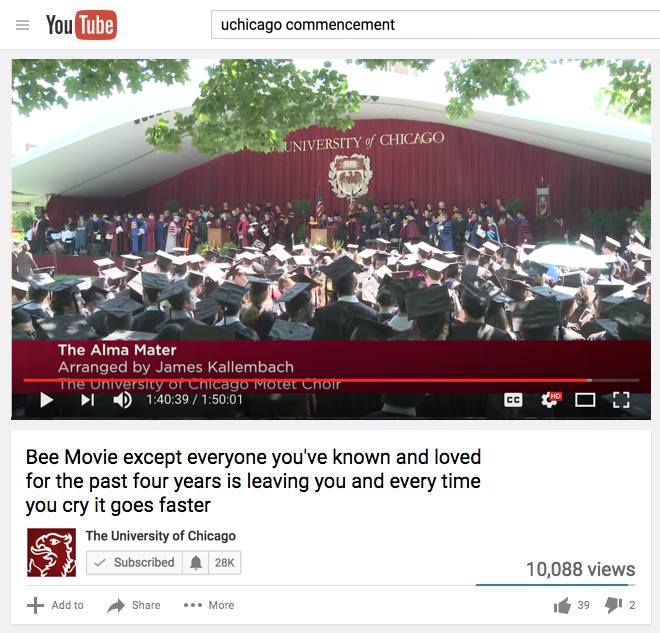 YouTube
uchicago commencement
UNIVERSITY of CHICAGO
The Alma Mater
Arranged by James Kallembach
The University of Chicago Motet Choir
1:40:39 / 1:50:01
CC
HD
Bee Movie except everyone you've known and loved
for the past four years is leaving you and every time
you cry it goes faster
The University of Chicago
Subscribed 28K
10,088 views
Add to Share More 39 2